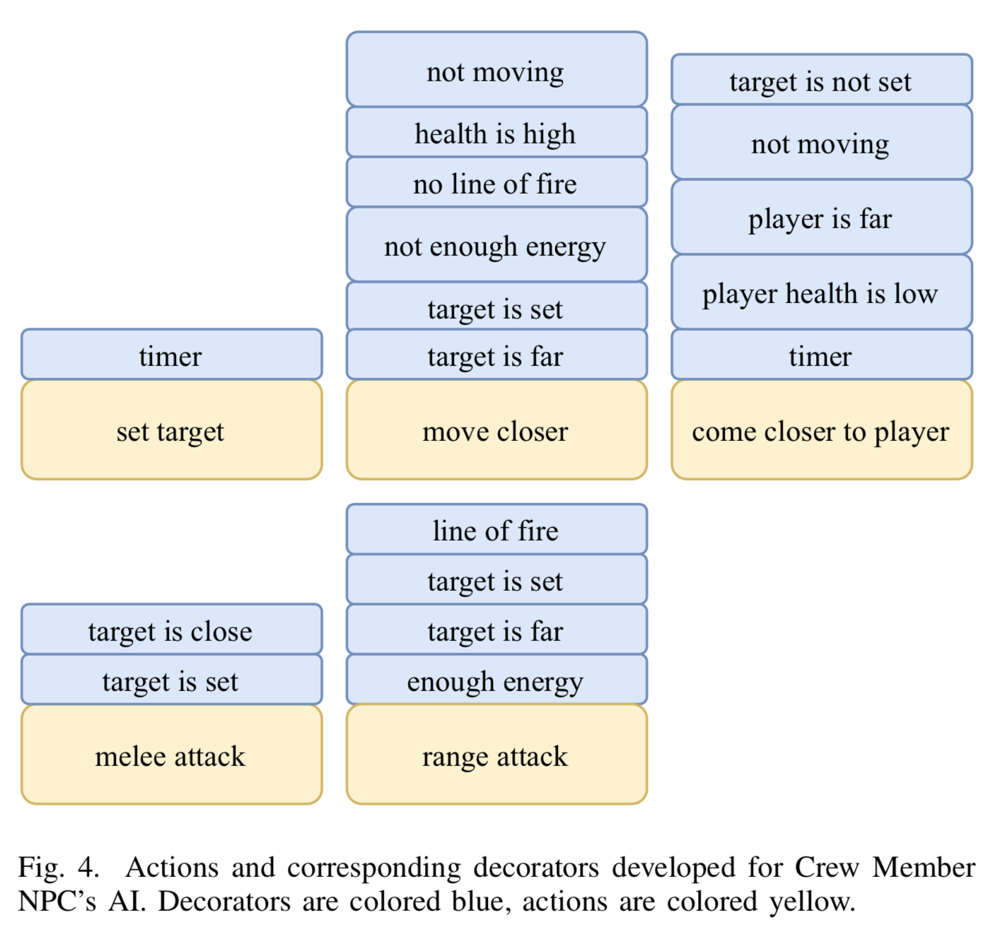 timer
set target
not moving
health is high
no line of fire
not enough energy
target is set
target is far
move closer
target is not set
not moving
player is far
player health is low
timer
come closer to player
target is close
target is set
melee attack
line of fire
target is set
target is far
enough energy
range attack
Fig. 4. Actions and corresponding decorators developed for Crew Member
NPC's AI. Decorators are colored blue, actions are colored yellow.